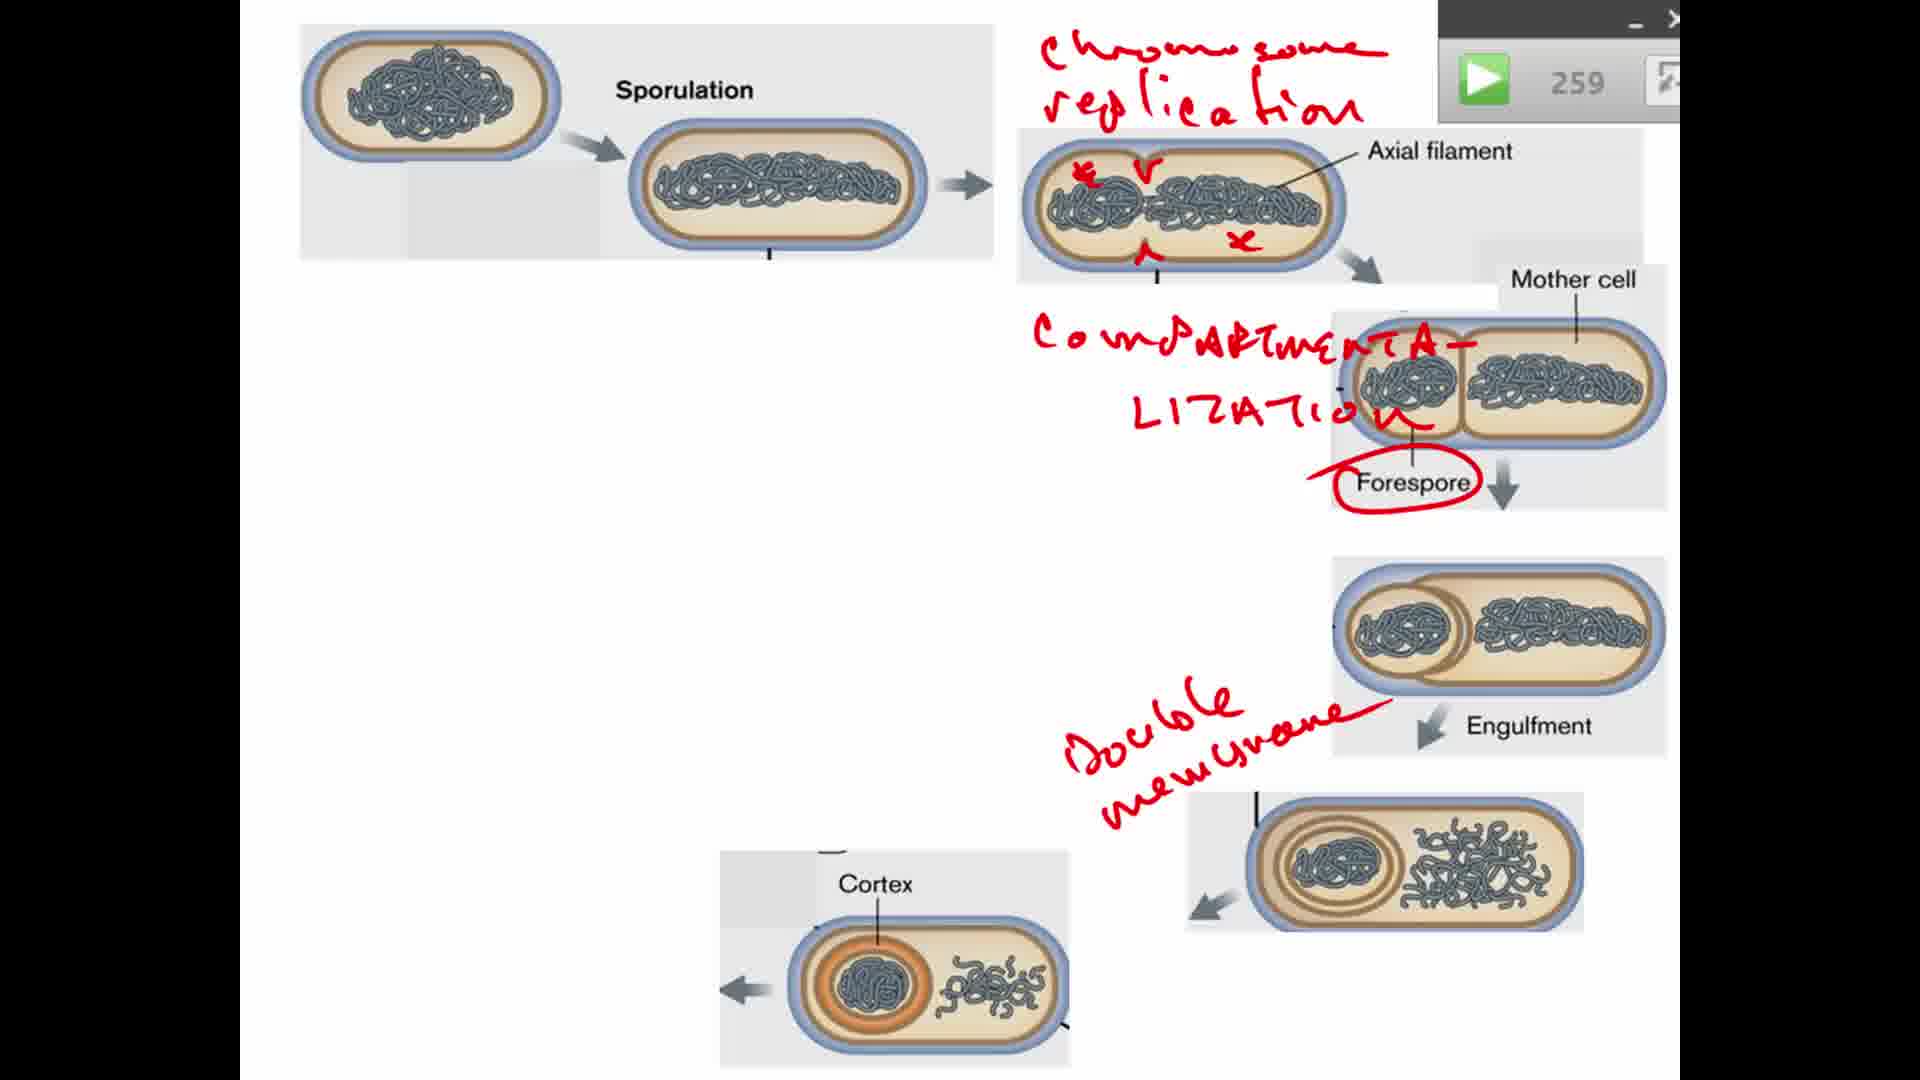 Sporulation
chromosome
replication
259
Axial filament
Mother cell
COMPARTMENTA-
LIZATION
Forespore
Double
membrane
Engulfment
Cortex